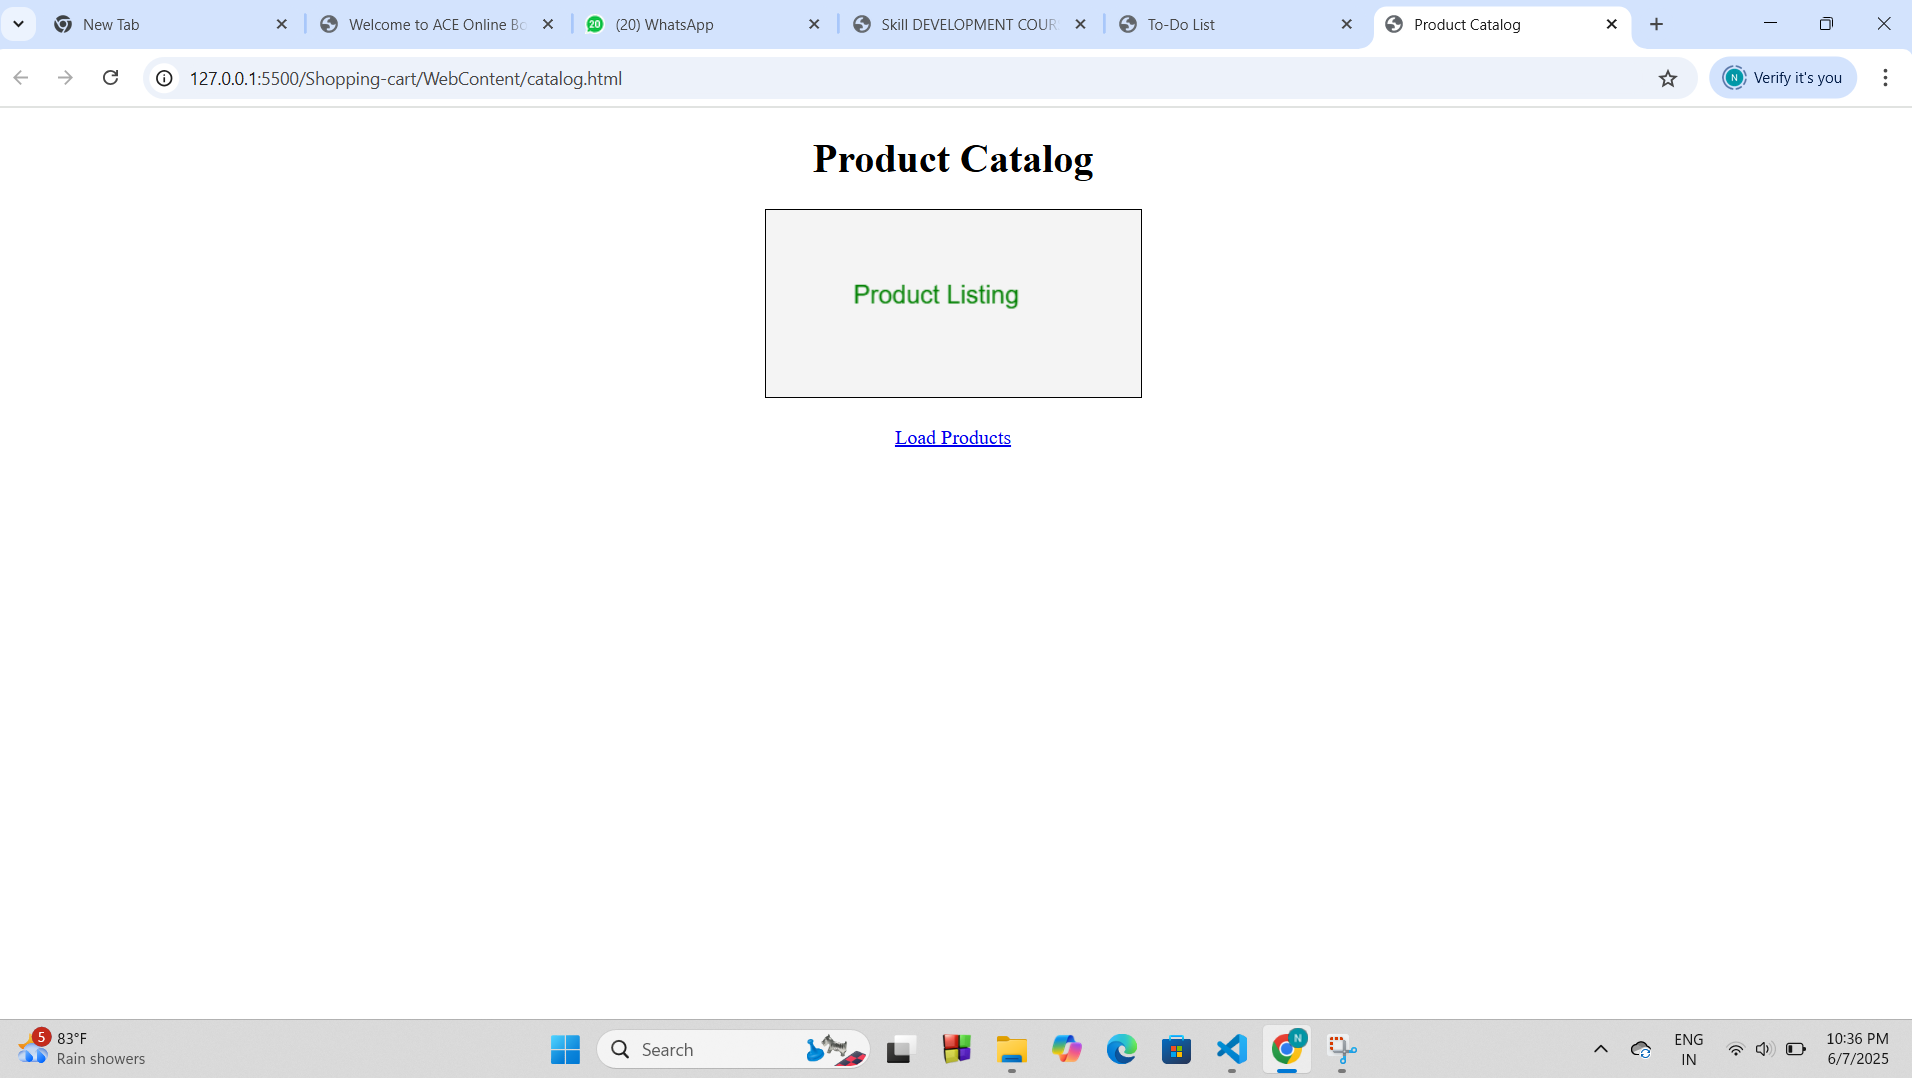 New Tab
Welcome to ACE Online Bo
20
(20) WhatsApp
Skill DEVELOPMENT COUR
To-Do List
Product Catalog
127.0.0.1:5500/Shopping-cart/WebContent/catalog.html
N
Verify it's you
Product Catalog
Product Listing
Load Products
5
83°F
Rain showers
Search
N
ENG
IN
10:36 PM
6/7/2025